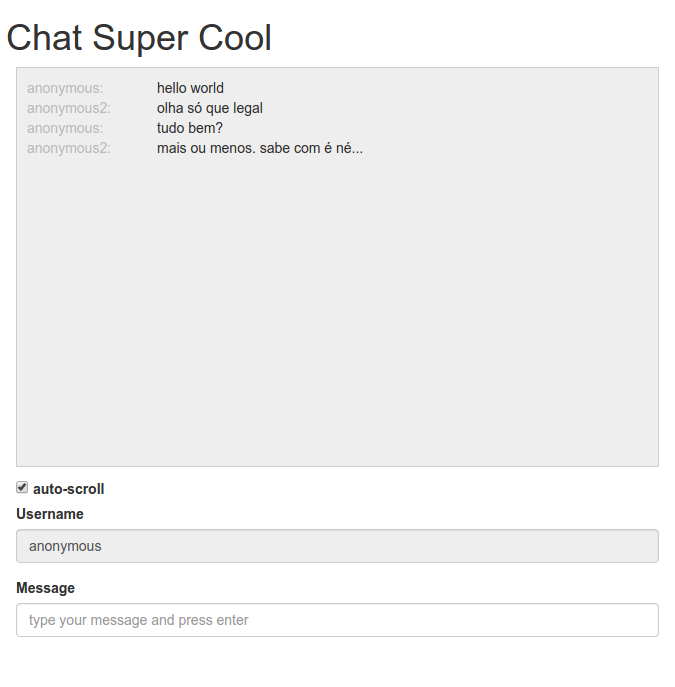 Chat Super Cool
anonymous: hello world
anonymous2: olha só que legal
anonymous: tudo bem?
anonymous2: mais ou menos. sabe com é né...
auto-scroll
Username
anonymous
Message
type your message and press enter